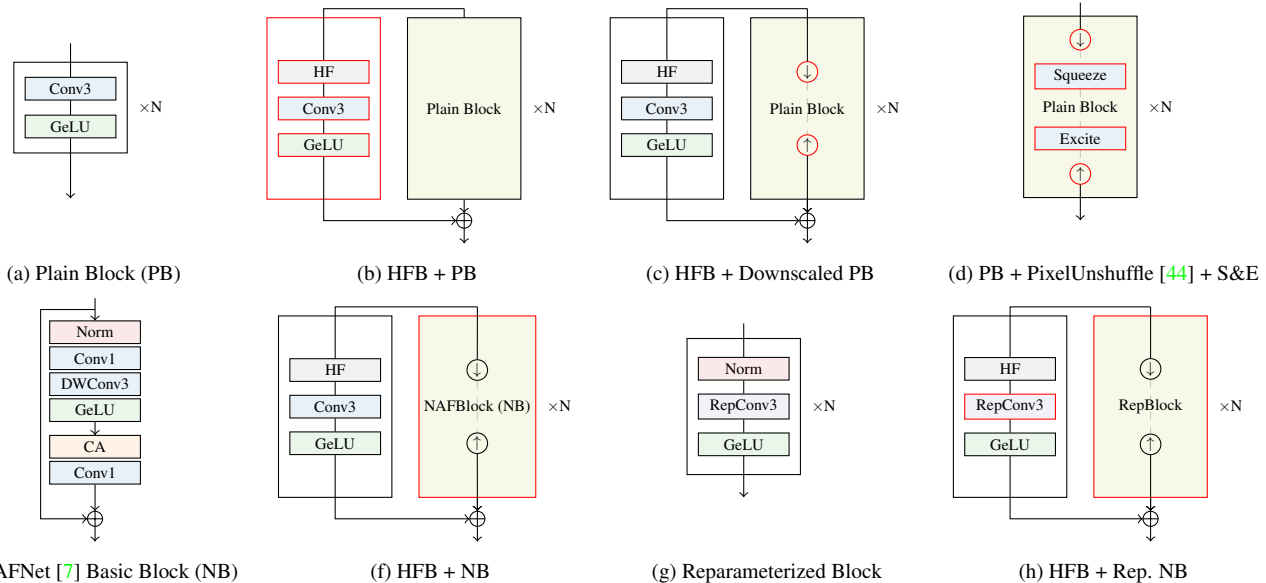 Conv3
GeLU
×N
(a) Plain Block (PB)
HF
Conv3
GeLU
Plain Block
×N
(b) HFB + PB
HF
Conv3
GeLU
↓
Plain Block
↑
×N
(c) HFB + Downscaled PB
↓
Squeeze
Plain Block
Excite
↑
×N
(d) PB + PixelUnshuffle [44] + S&E
Norm
Conv1
DWConv3
GeLU
CA
Conv1
AFNet [7] Basic Block (NB)
HF
Conv3
GeLU
↓
NAFBlock (NB)
↑
×N
(f) HFB + NB
Norm
RepConv3
GeLU
×N
(g) Reparameterized Block
HF
RepConv3
GeLU
↓
RepBlock
↑
×N
(h) HFB + Rep. NB